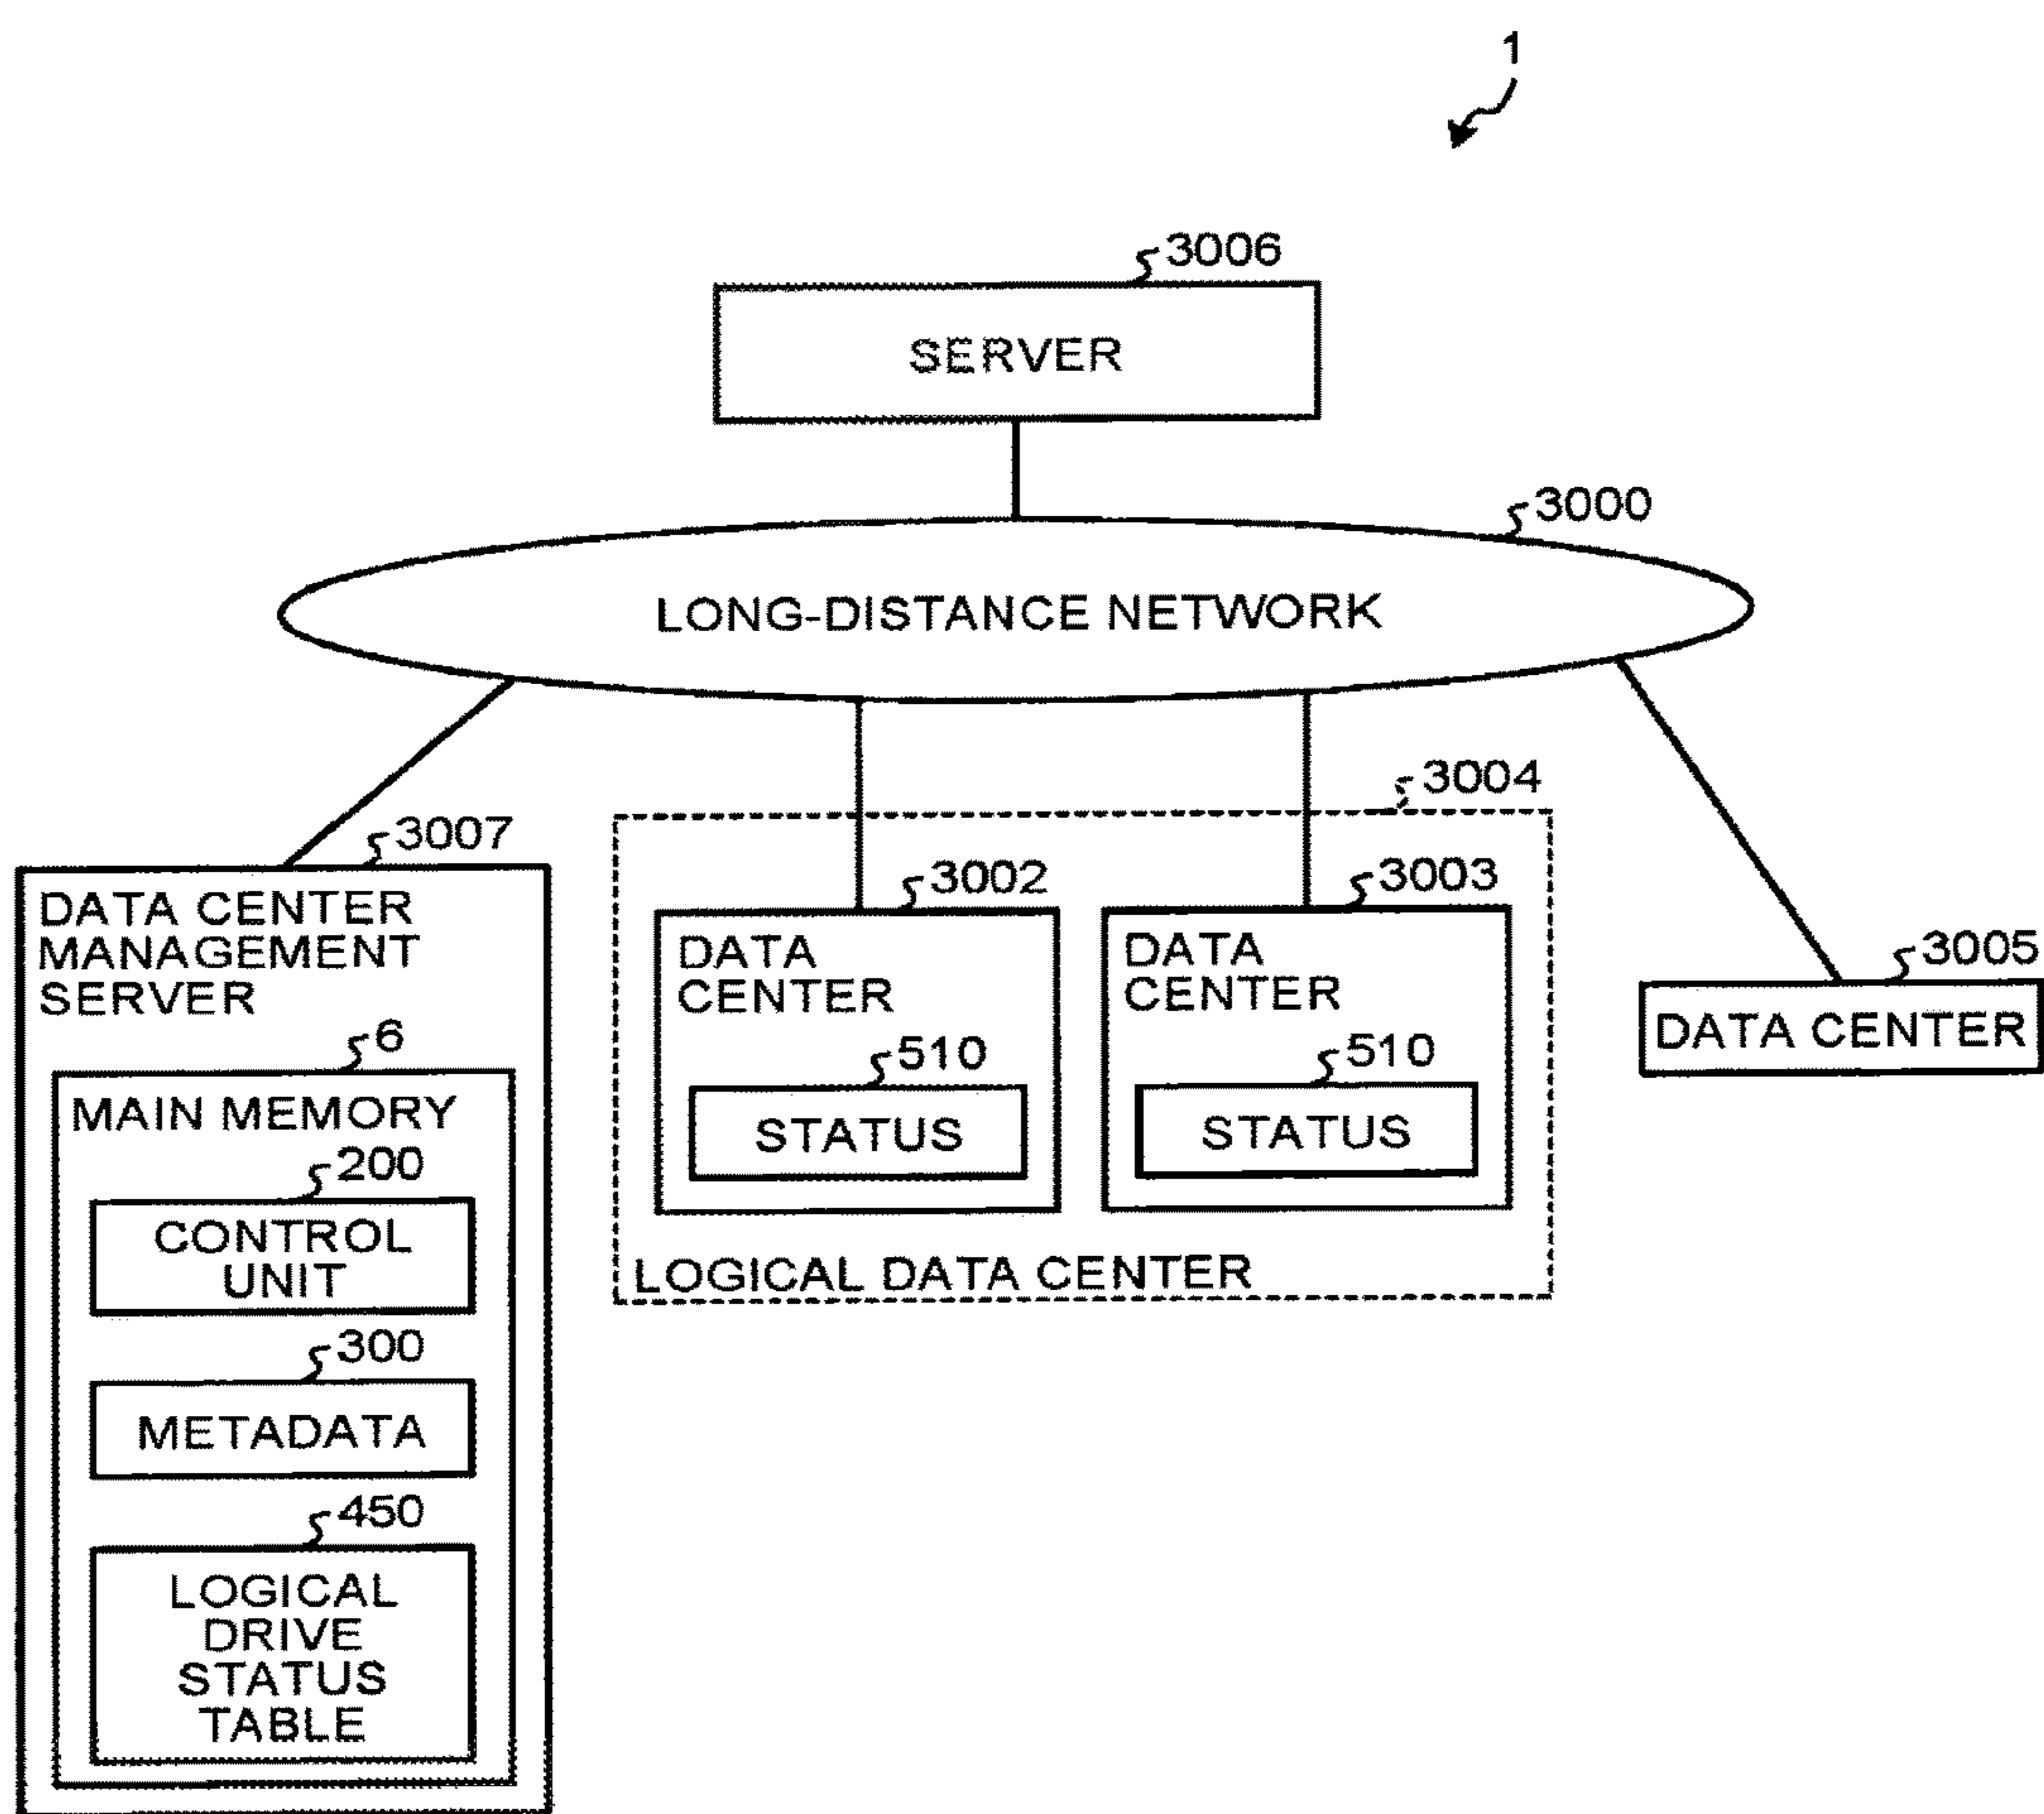 1
3006
SERVER
3000
LONG-DISTANCE NETWORK
3004
3007
DATA CENTER
MANAGEMENT
SERVER
6
MAIN MEMORY
200
CONTROL
UNIT
300
METADATA
450
LOGICAL
DRIVE
STATUS
TABLE
3002
DATA
CENTER
510
STATUS
3003
DATA
CENTER
510
STATUS
LOGICAL DATA CENTER
3005
DATA CENTER